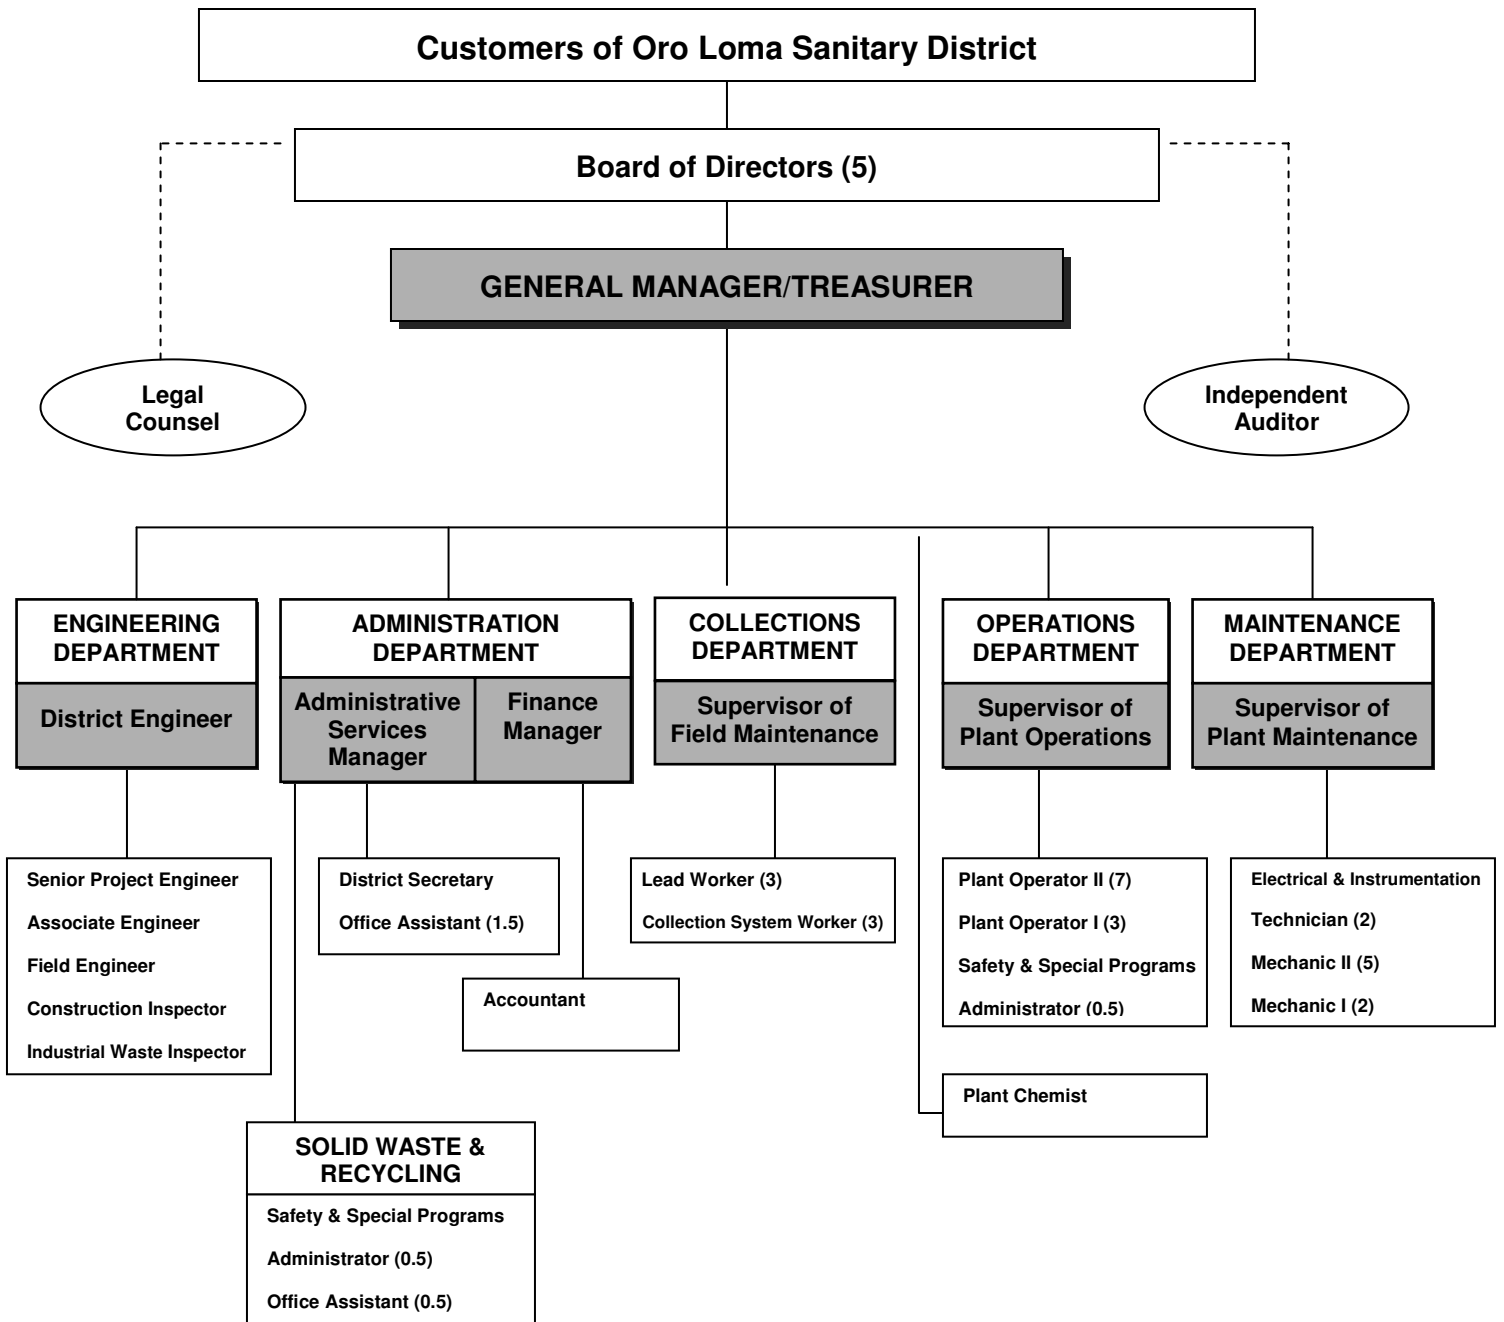 Customers of Oro Loma Sanitary District
Board of Directors (5)
GENERAL MANAGER/TREASURER
Legal
Counsel
Independent
Auditor
ENGINEERING
DEPARTMENT
District Engineer
Senior Project Engineer
Associate Engineer
Field Engineer
Construction Inspector
Industrial Waste Inspector
ADMINISTRATION
DEPARTMENT
Administrative
Services
Manager
Finance
Manager
District Secretary
Office Assistant (1.5)
Accountant
SOLID WASTE &
RECYCLING
Safety & Special Programs
Administrator (0.5)
Office Assistant (0.5)
COLLECTIONS
DEPARTMENT
Supervisor of
Field Maintenance
Lead Worker (3)
Collection System Worker (3)
OPERATIONS
DEPARTMENT
Supervisor of
Plant Operations
Plant Operator II (7)
Plant Operator I (3)
Safety & Special Programs
Administrator (0.5)
Plant Chemist
MAINTENANCE
DEPARTMENT
Supervisor of
Plant Maintenance
Electrical & Instrumentation
Technician (2)
Mechanic II (5)
Mechanic I (2)